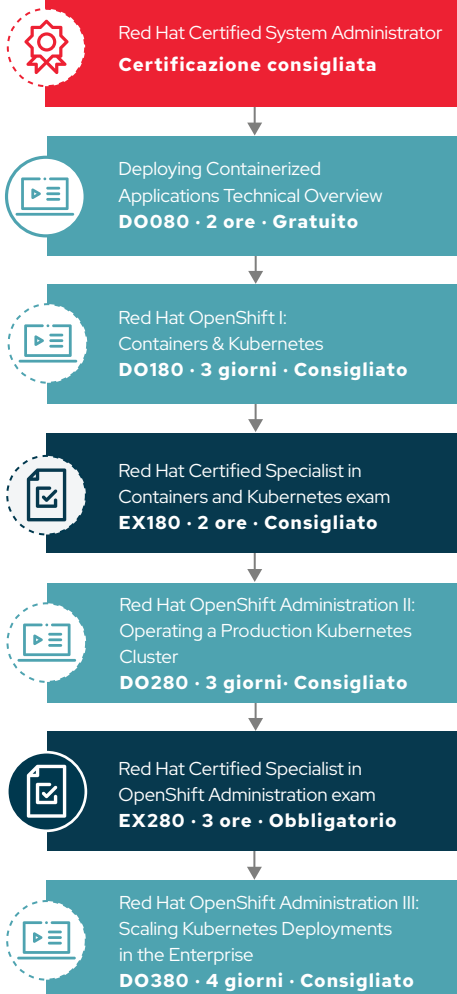 Red Hat Certified System Administrator
Certificazione consigliata
Deploying Containerized
Applications Technical Overview
DO080 · 2 ore · Gratuito
Red Hat OpenShift I:
Containers & Kubernetes
DO180 · 3 giorni · Consigliato
Red Hat Certified Specialist in
Containers and Kubernetes exam
EX180 · 2 ore · Consigliato
Red Hat OpenShift Administration II:
Operating a Production Kubernetes
Cluster
DO280 · 3 giorni· Consigliato
Red Hat Certified Specialist in
OpenShift Administration exam
EX280 · 3 ore · Obbligatorio
Red Hat OpenShift Administration III:
Scaling Kubernetes Deployments
in the Enterprise
DO380 · 4 giorni · Consigliato